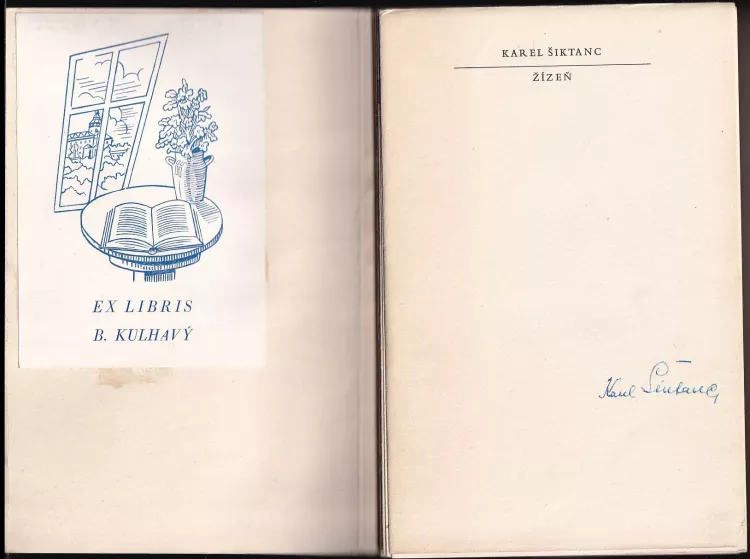 EX LIBRIS
B. KULHAVÝ
KAREL ŠIKTANC
ŽÍZEŇ
Karel Šiktanc